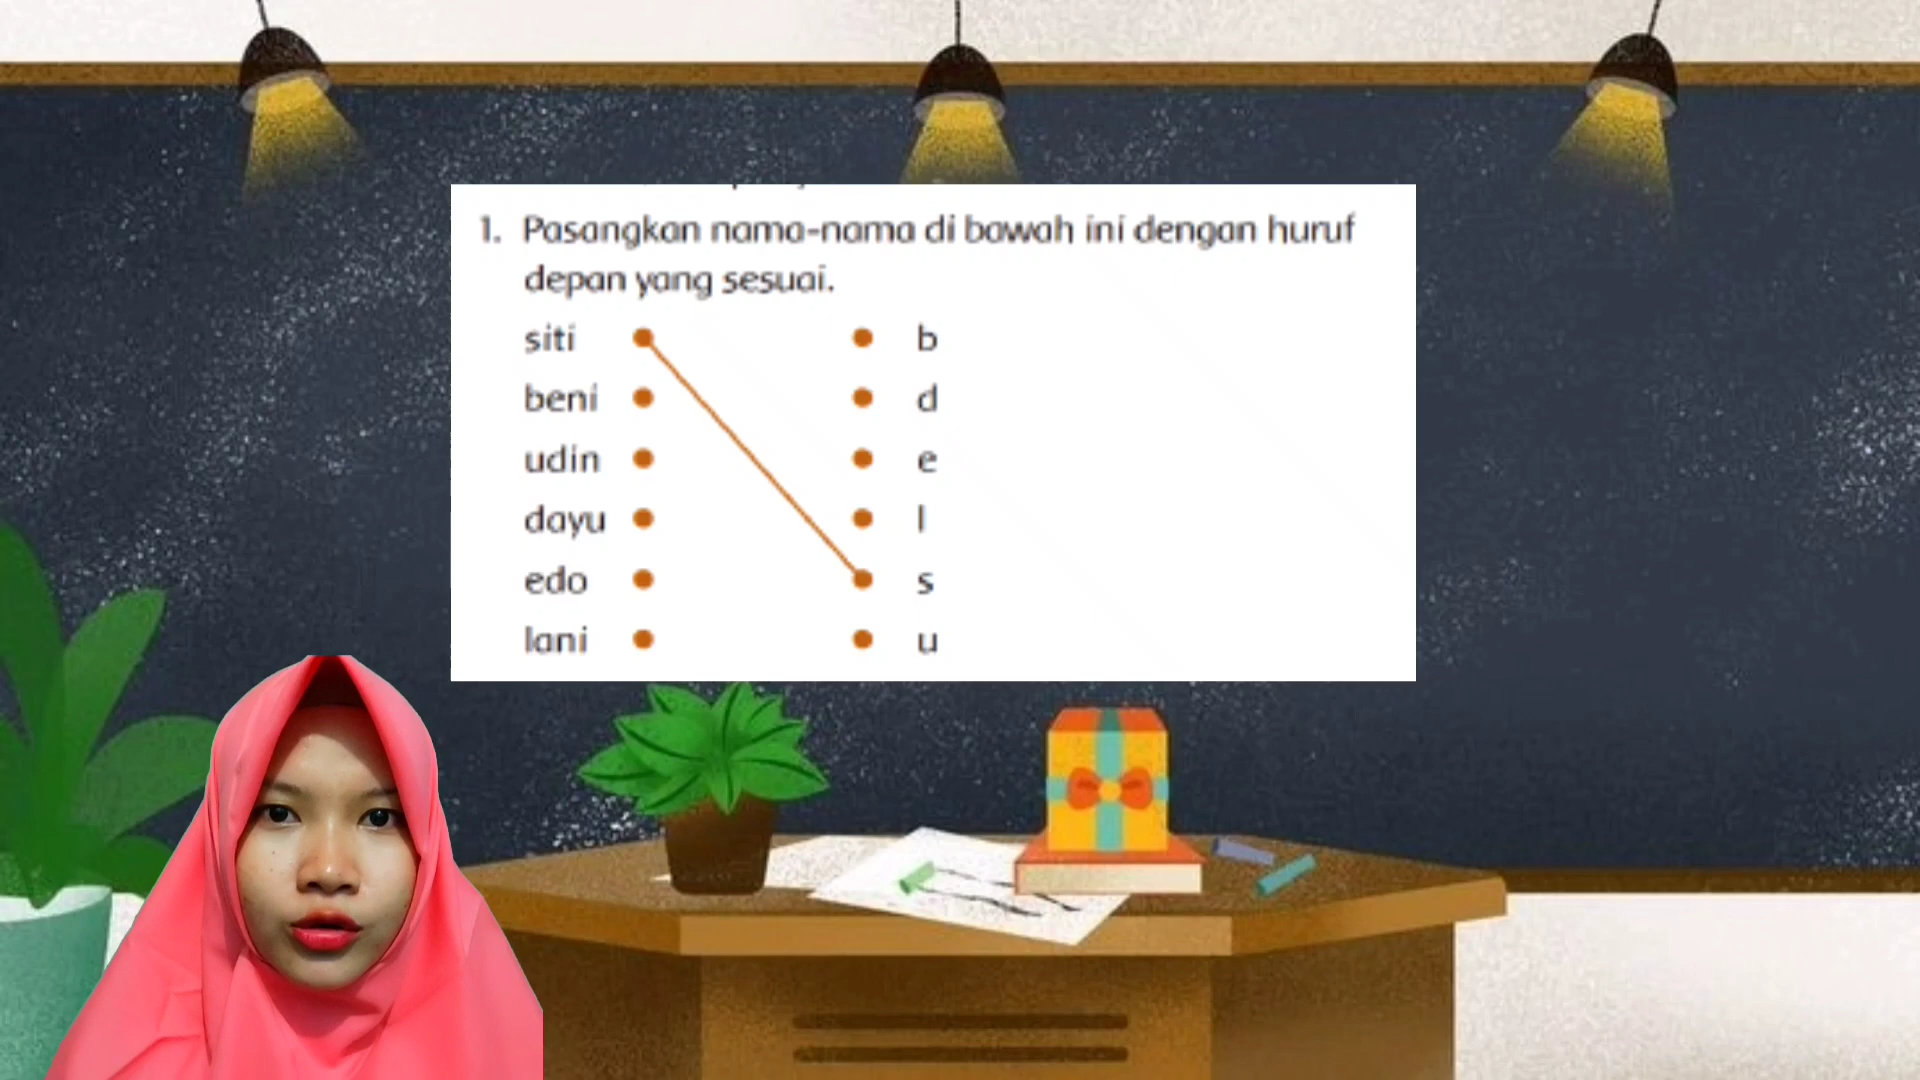 1. Pasangkan nama-nama di bawah ini dengan huruf
depan yang sesuai.
siti b
beni d
udin e
dayu l
edo s
lani u